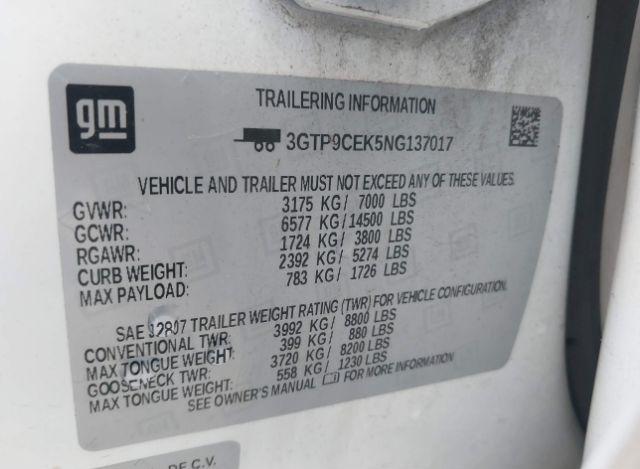 gm
TRAILERING INFORMATION
3GTP9CEK5NG137017
VEHICLE AND TRAILER MUST NOT EXCEED ANY OF THESE VALUES.
GVWR: 3175 KG/ 7000 LBS
GCWR: 6577 KG/14500 LBS
RGAWR: 1724 KG/ 3800 LBS
CURB WEIGHT: 2392 KG/ 5274 LBS
MAX PAYLOAD: 783 KG/ 1726 LBS
SAE J2807 TRAILER WEIGHT RATING (TWR) FOR VEHICLE CONFIGURATION.
CONVENTIONAL TWR: 3992 KG/ 8800 LBS
MAX TONGUE WEIGHT: 399 KG/ 880 LBS
GOOSENECK TWR: 3720 KG/ 8200 LBS
MAX TONGUE WEIGHT: 558 KG/ 1230 LBS
SEE OWNER'S MANUAL FOR MORE INFORMATION
DE C.V.